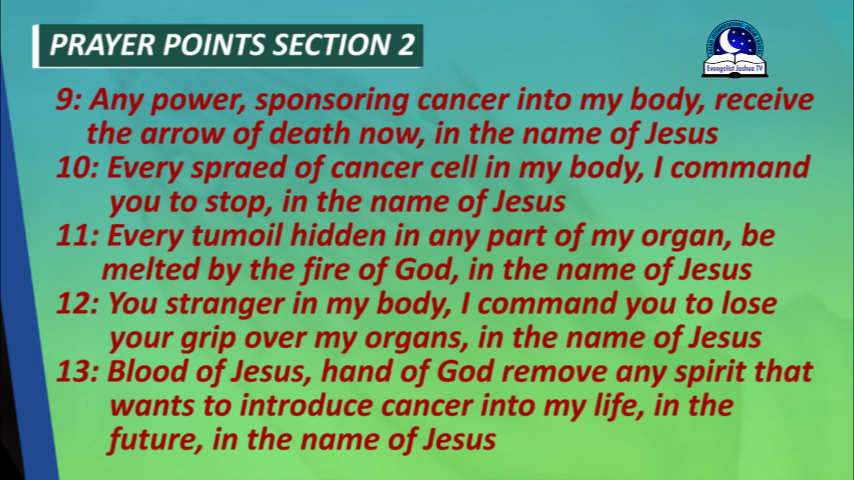 PRAYER POINTS SECTION 2
Evangelist Joshua TV
9: Any power, sponsoring cancer into my body, receive
the arrow of death now, in the name of Jesus
10: Every spraed of cancer cell in my body, I command
you to stop, in the name of Jesus
11: Every tumoil hidden in any part of my organ, be
melted by the fire of God, in the name of Jesus
12: You stranger in my body, I command you to lose
your grip over my organs, in the name of Jesus
13: Blood of Jesus, hand of God remove any spirit that
wants to introduce cancer into my life, in the
future, in the name of Jesus